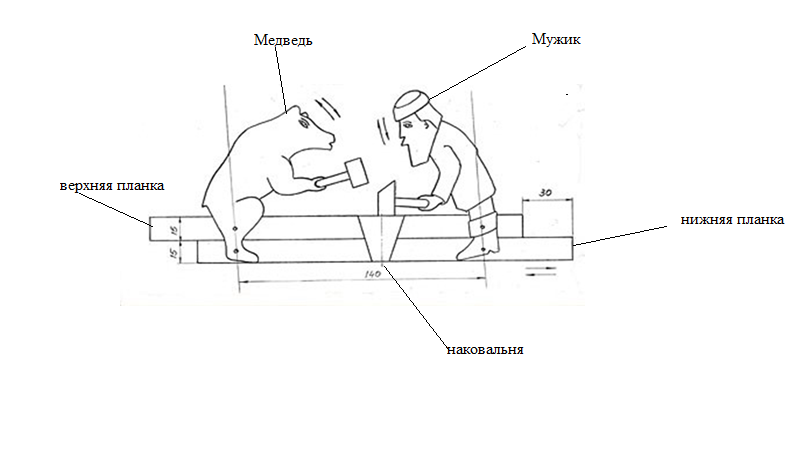 Медведь
Мужик
верхняя планка
30
нижняя планка
15
15
140
наковальня